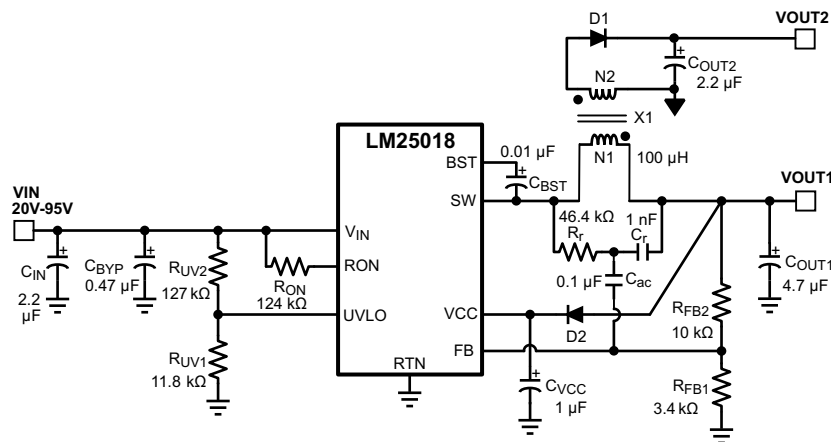 D1
VOUT2
+
COUT2
2.2 µF
N2
X1
N1
100 µH
LM25018
BST
0.01 µF
+
CBST
SW
VOUT1
VIN
20V-95V
46.4 kΩ
Rr
1 nF
Cr
VIN
+
CIN
2.2
µF
+
CBYP
0.47 µF
RUV2
127 kΩ
RON
124 kΩ
RON
0.1 µF
Cac
+
COUT1
4.7 µF
UVLO
VCC
D2
RFB2
10 kΩ
FB
RUV1
11.8 kΩ
RTN
+
CVCC
1 µF
RFB1
3.4 kΩ